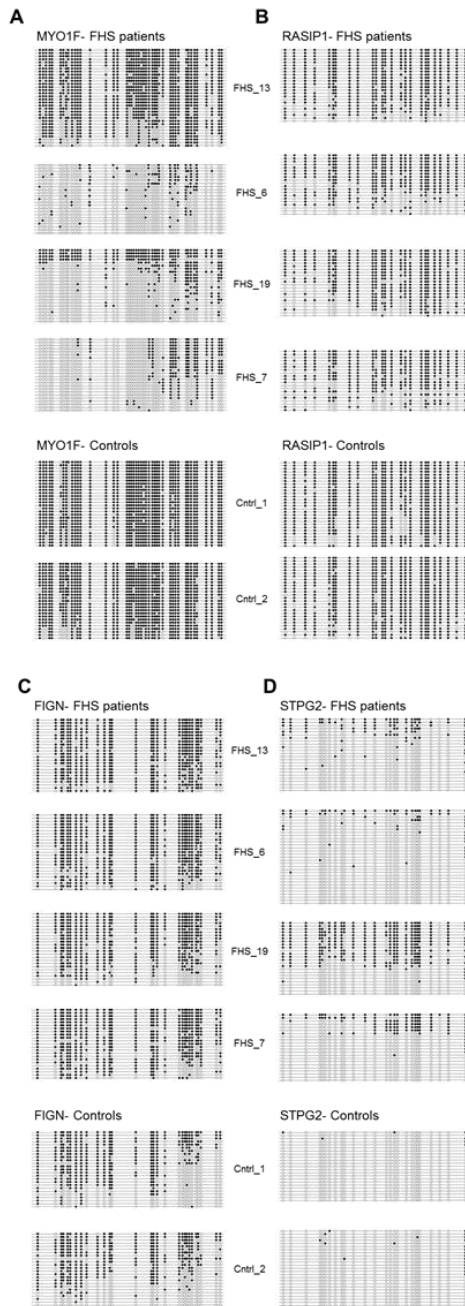 A
B
MYO1F- FHS patients
RASIP1- FHS patients
FHS_13
FHS_6
FHS_19
FHS_7
MYO1F- Controls
RASIP1- Controls
Cntrl_1
Cntrl_2
C
D
FIGN- FHS patients
STPG2- FHS patients
FHS_13
FHS_6
FHS_19
FHS_7
FIGN- Controls
STPG2- Controls
Cntrl_1
Cntrl_2